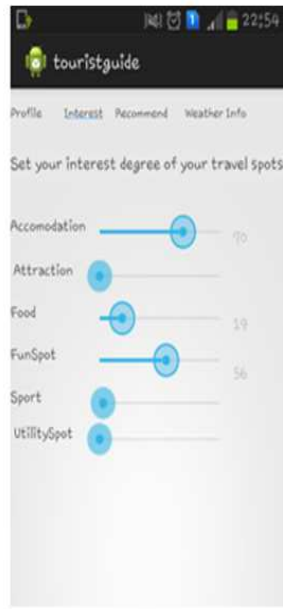 22:54
touristguide
Profile Interest Recommend Weather Info
Set your interest degree of your travel spots
Accomodation 70
Attraction
Food 19
FunSpot 56
Sport
UtilitySpot